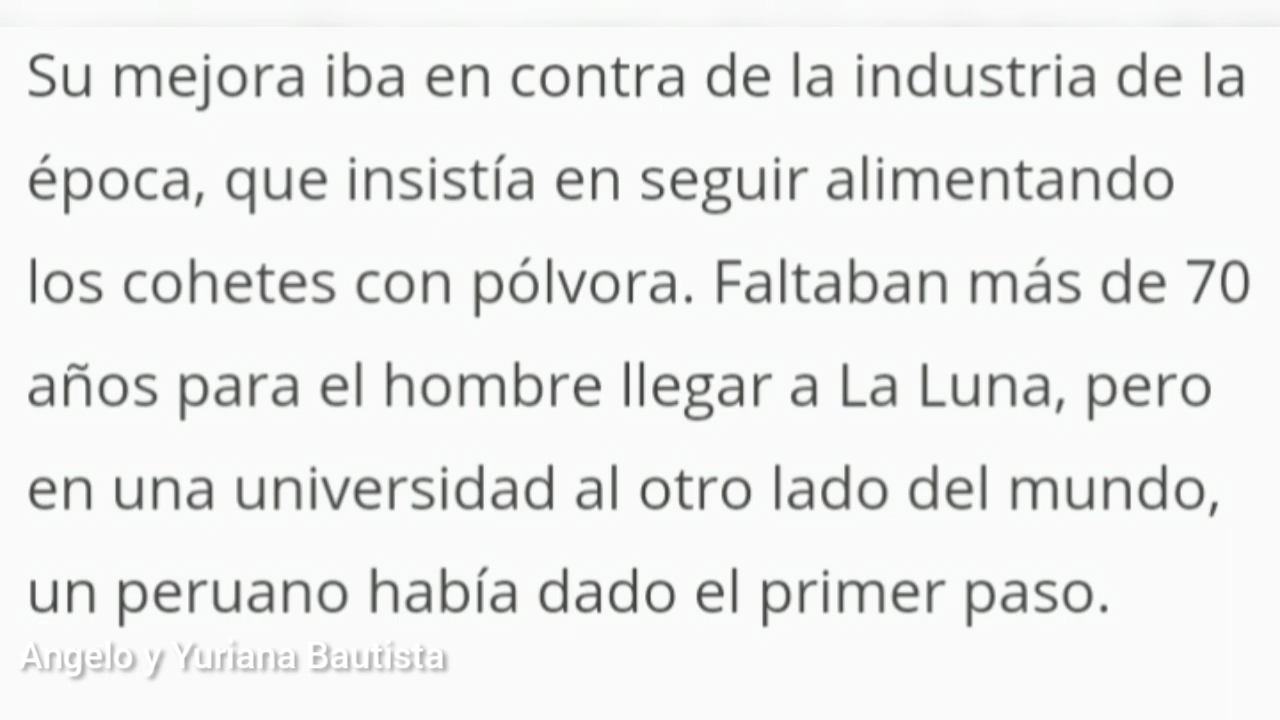 Su mejora iba en contra de la industria de la
época, que insistía en seguir alimentando
los cohetes con pólvora. Faltaban más de 70
años para el hombre llegar a La Luna, pero
en una universidad al otro lado del mundo,
un peruano había dado el primer paso.
Angelo y Yuriana Bautista